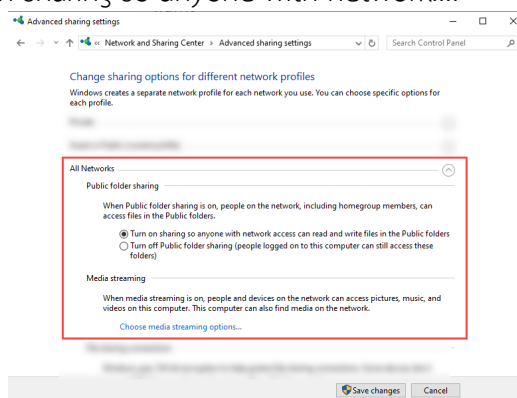 sharing so anyone with network....
Advanced sharing settings
« Network and Sharing Center > Advanced sharing settings
Search Control Panel
Change sharing options for different network profiles
Windows creates a separate network profile for each network you use. You can choose specific options for
each profile.
All Networks
Public folder sharing
When Public folder sharing is on, people on the network, including homegroup members, can
access files in the Public folders.
Turn on sharing so anyone with network access can read and write files in the Public folders
Turn off Public folder sharing (people logged on to this computer can still access these
folders)
Media streaming
When media streaming is on, people and devices on the network can access pictures, music, and
videos on this computer. This computer can also find media on the network.
Choose media streaming options...
Save changes
Cancel